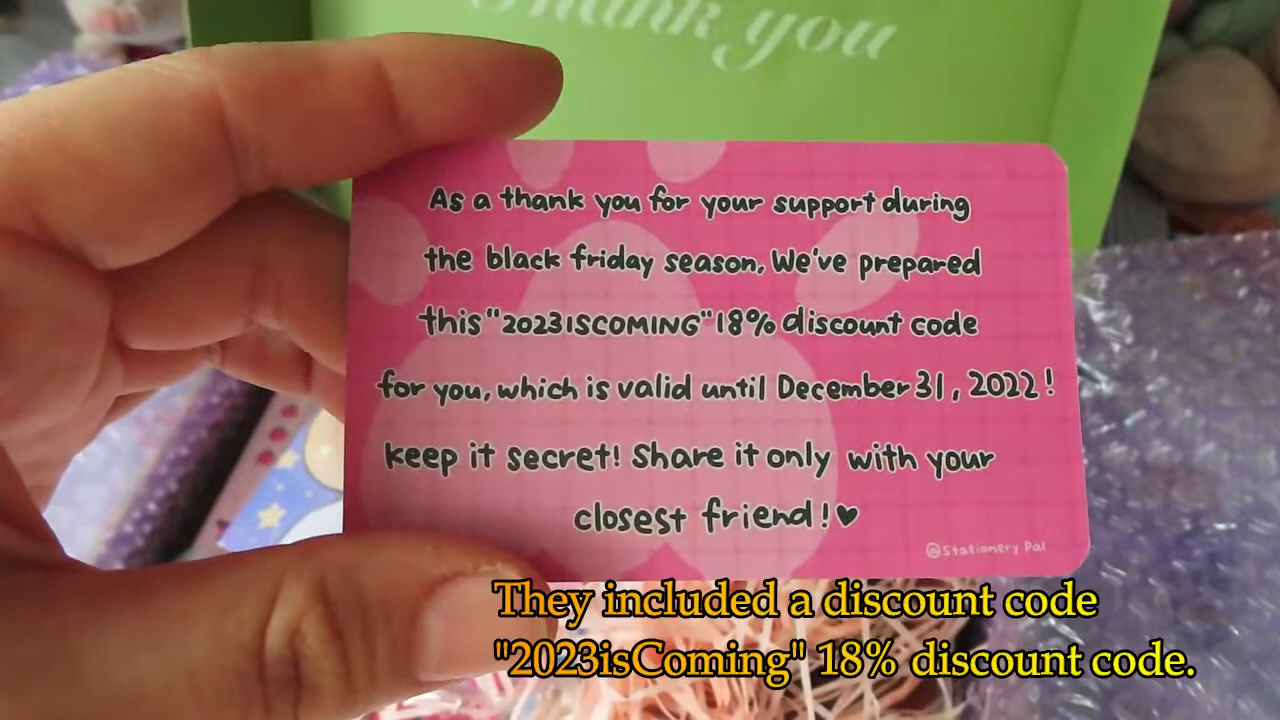 Thank you
As a thank you for your support during
the black friday season. We've prepared
this "2023ISCOMING" 18% discount code
for you, which is valid until December 31, 2022!
keep it secret! Share it only with your
closest friend!♥
@Stationery Pal
They included a discount code
"2023isComing" 18% discount code.